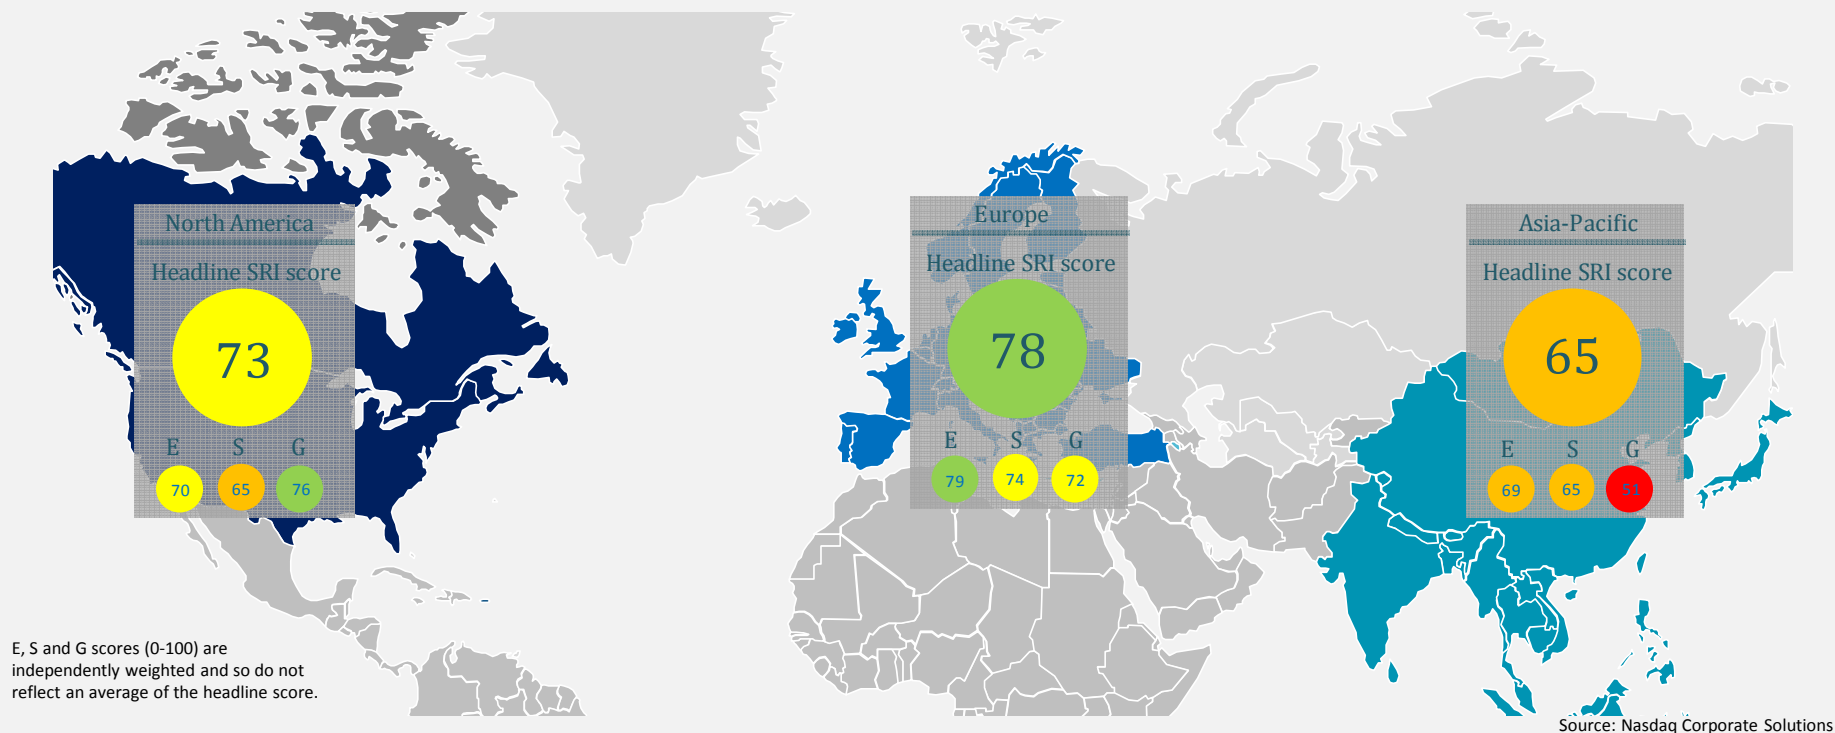 North America
Headline SRI score
73
E S G
70 65 76
Europe
Headline SRI score
78
E S G
79 74 72
Asia-Pacific
Headline SRI score
65
E S G
69 65 51
E, S and G scores (0-100) are
independently weighted and so do not
reflect an average of the headline score.
Source: Nasdaq Corporate Solutions